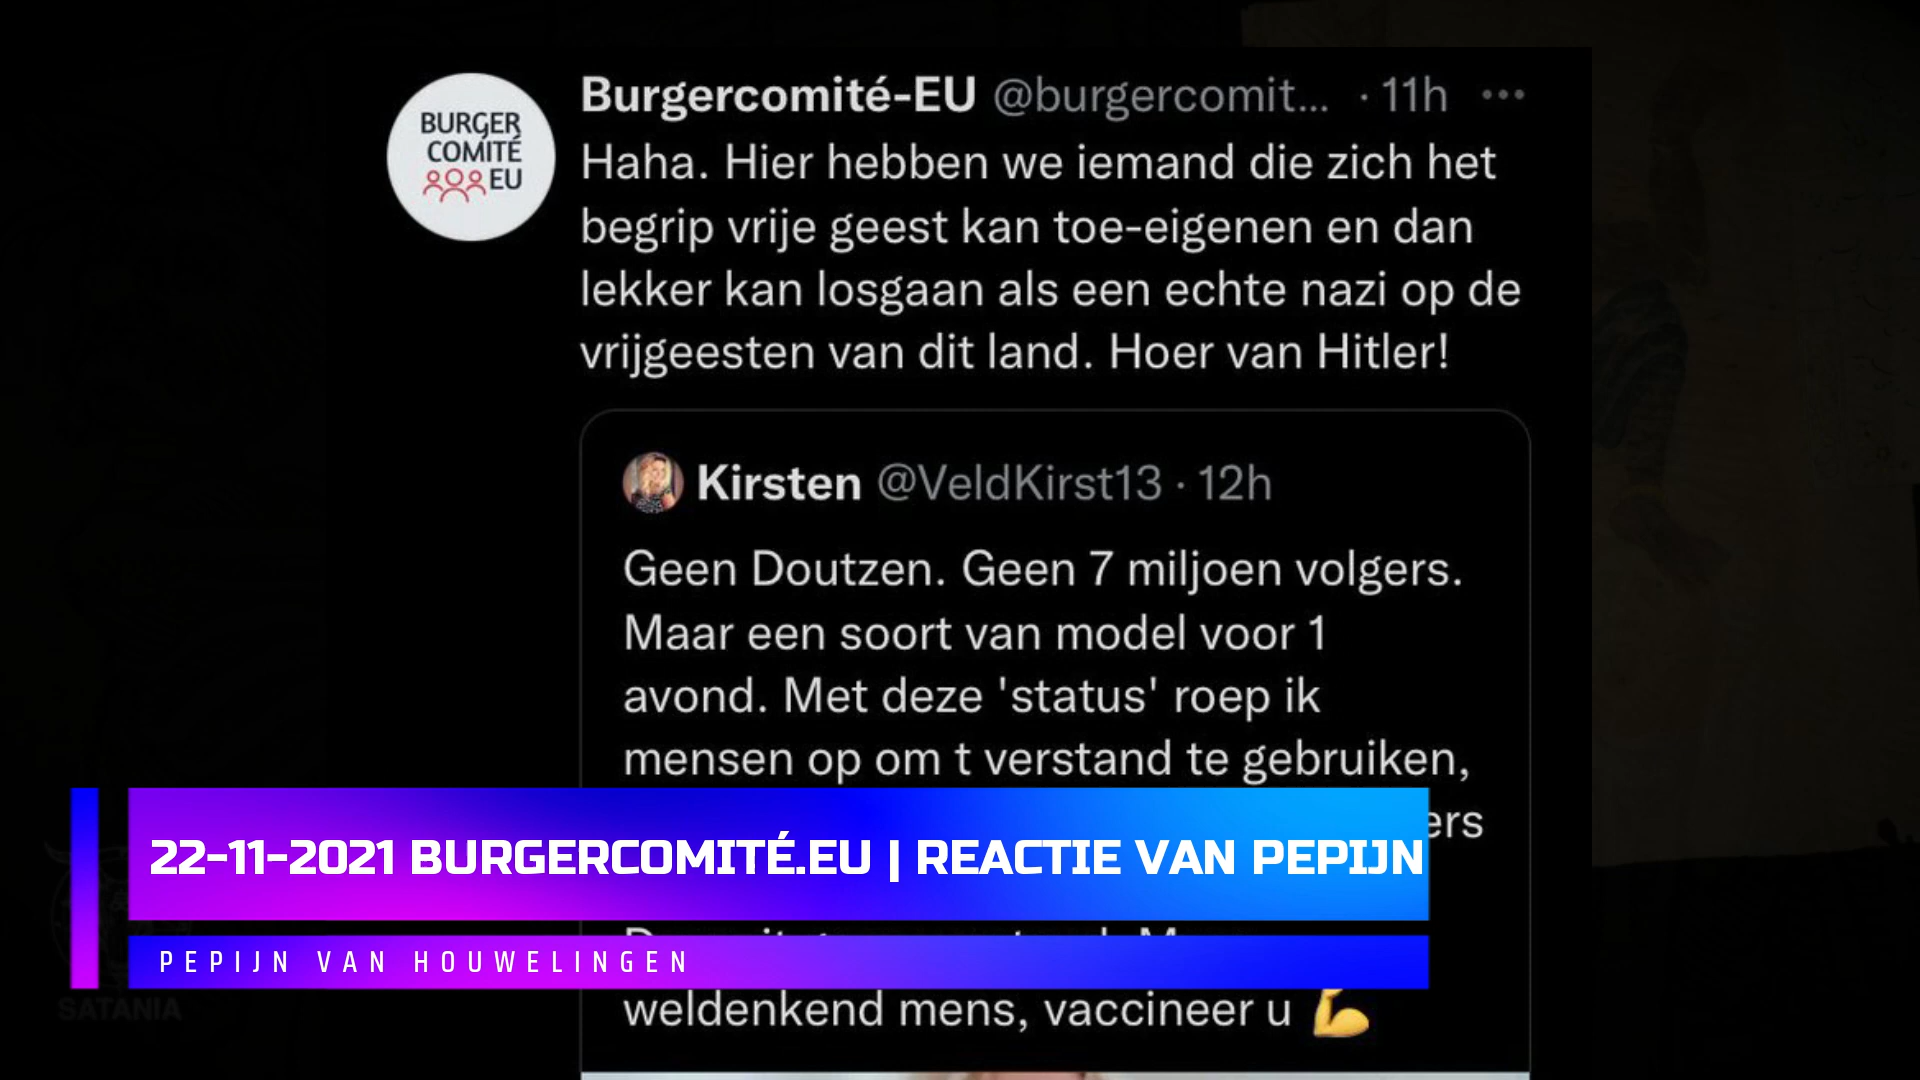 BURGER
COMITÉ
EU
Burgercomité-EU @burgercomit... · 11h
Haha. Hier hebben we iemand die zich het
begrip vrije geest kan toe-eigenen en dan
lekker kan losgaan als een echte nazi op de
vrijgeesten van dit land. Hoer van Hitler!
Kirsten @VeldKirst13 · 12h
Geen Doutzen. Geen 7 miljoen volgers.
Maar een soort van model voor 1
avond. Met deze 'status' roep ik
mensen op om t verstand te gebruiken,
ers
22-11-2021 BURGERCOMITÉ.EU | REACTIE VAN PEPIJN
PEPIJN VAN HOUWELINGEN
weldenkend mens, vaccineer u 💪
SATANIA